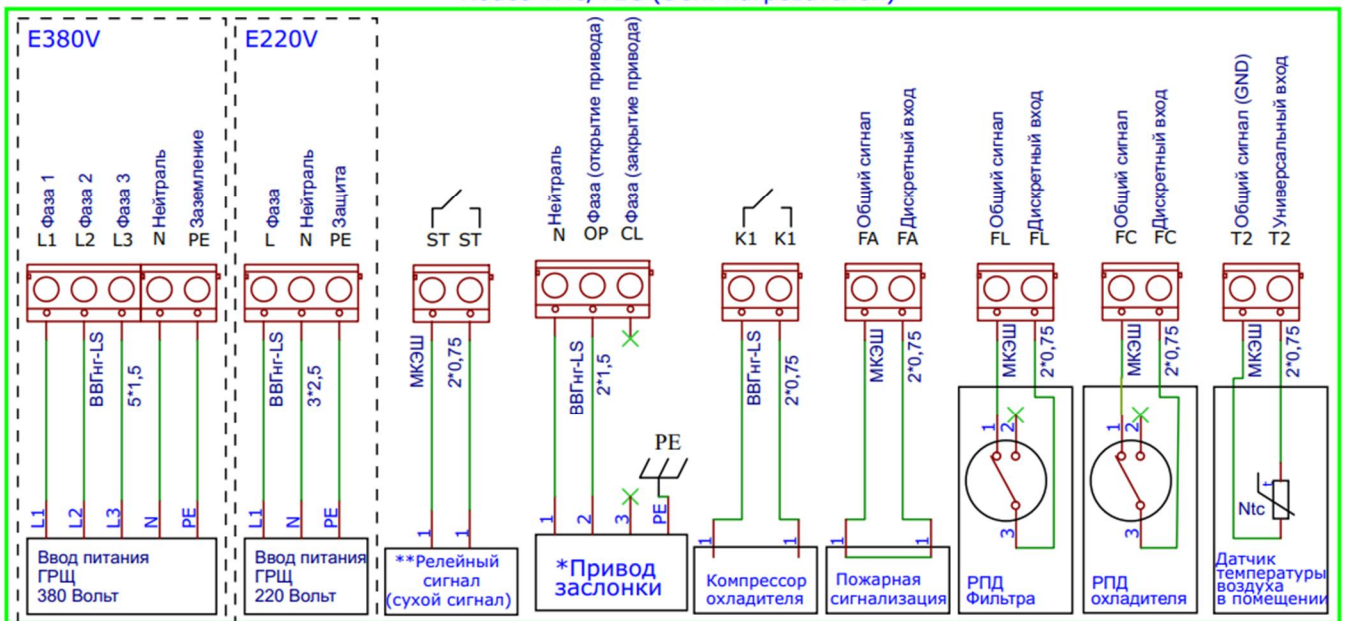 E380V
E220V
Фаза 1
Фаза 2
Фаза 3
Нейтраль
Заземление
L1 L2 L3 N PE
Фаза
Нейтраль
Защита
L N PE
ST ST
Нейтраль
Фаза (открытие привода)
Фаза (закрытие привода)
N OP CL
K1 K1
Общий сигнал
Дискретный вход
FA FA
Общий сигнал
Дискретный вход
FL FL
Общий сигнал
Дискретный вход
FC FC
Общий сигнал (GND)
Универсальный вход
T2 T2
ВВГнг-LS
5*1,5
ВВГнг-LS
3*2,5
МКЭШ
2*0,75
ВВГнг-LS
2*1,5
ВВГнг-LS
2*0,75
МКЭШ
2*0,75
МКЭШ
2*0,75
МКЭШ
2*0,75
МКЭШ
2*0,75
PE
L1 L2 L3 N PE
L1 N PE
1 1
1 2 3 PE
1 1
1 1
1 2
3
1 2
3
t
Ntc
Ввод питания
ГРЩ
380 Вольт
Ввод питания
ГРЩ
220 Вольт
**Релейный
сигнал
(сухой сигнал)
*Привод
заслонки
Компрессор
охладителя
Пожарная
сигнализация
РПД
Фильтра
РПД
охладителя
Датчик
температуры
воздуха
в помещении